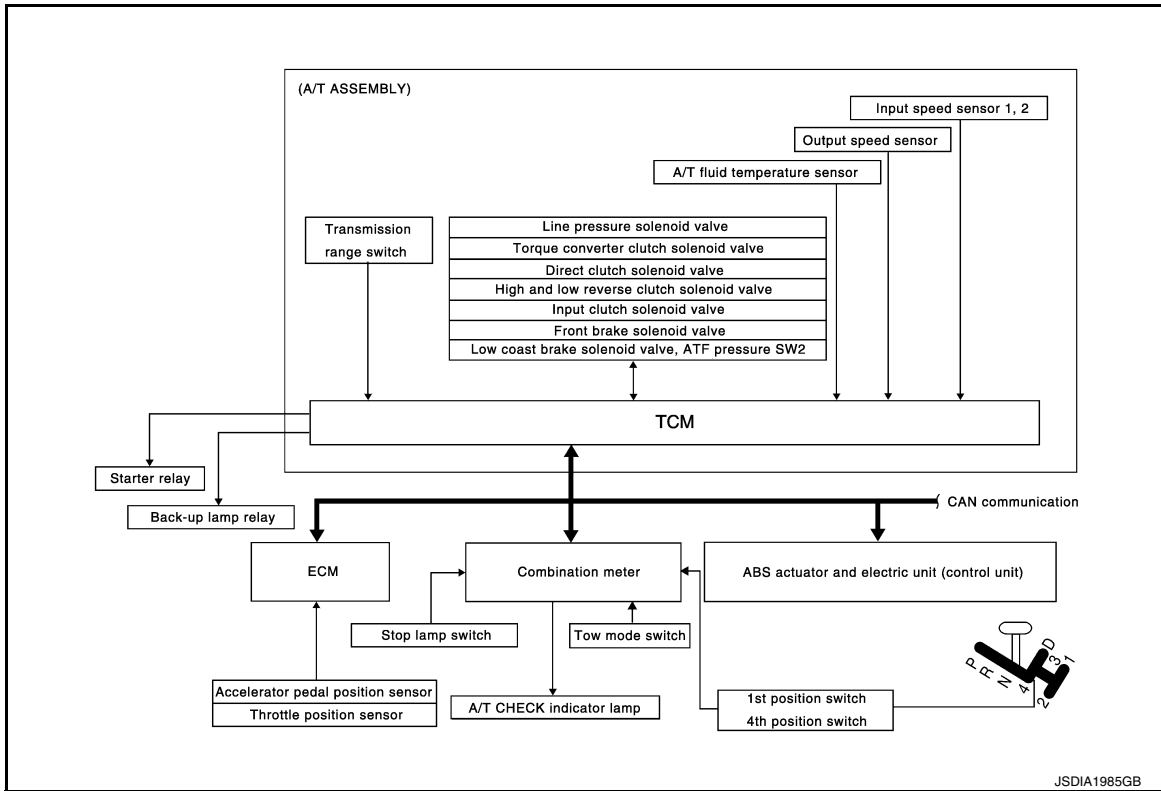 (A/T ASSEMBLY)
Input speed sensor 1, 2
Output speed sensor
A/T fluid temperature sensor
Transmission
range switch
Line pressure solenoid valve
Torque converter clutch solenoid valve
Direct clutch solenoid valve
High and low reverse clutch solenoid valve
Input clutch solenoid valve
Front brake solenoid valve
Low coast brake solenoid valve, ATF pressure SW2
TCM
Starter relay
Back-up lamp relay
CAN communication
ECM
Combination meter
ABS actuator and electric unit (control unit)
Stop lamp switch
Tow mode switch
Accelerator pedal position sensor
Throttle position sensor
A/T CHECK indicator lamp
1st position switch
4th position switch
P R N 4 3 D
2 1
JSDIA1985GB